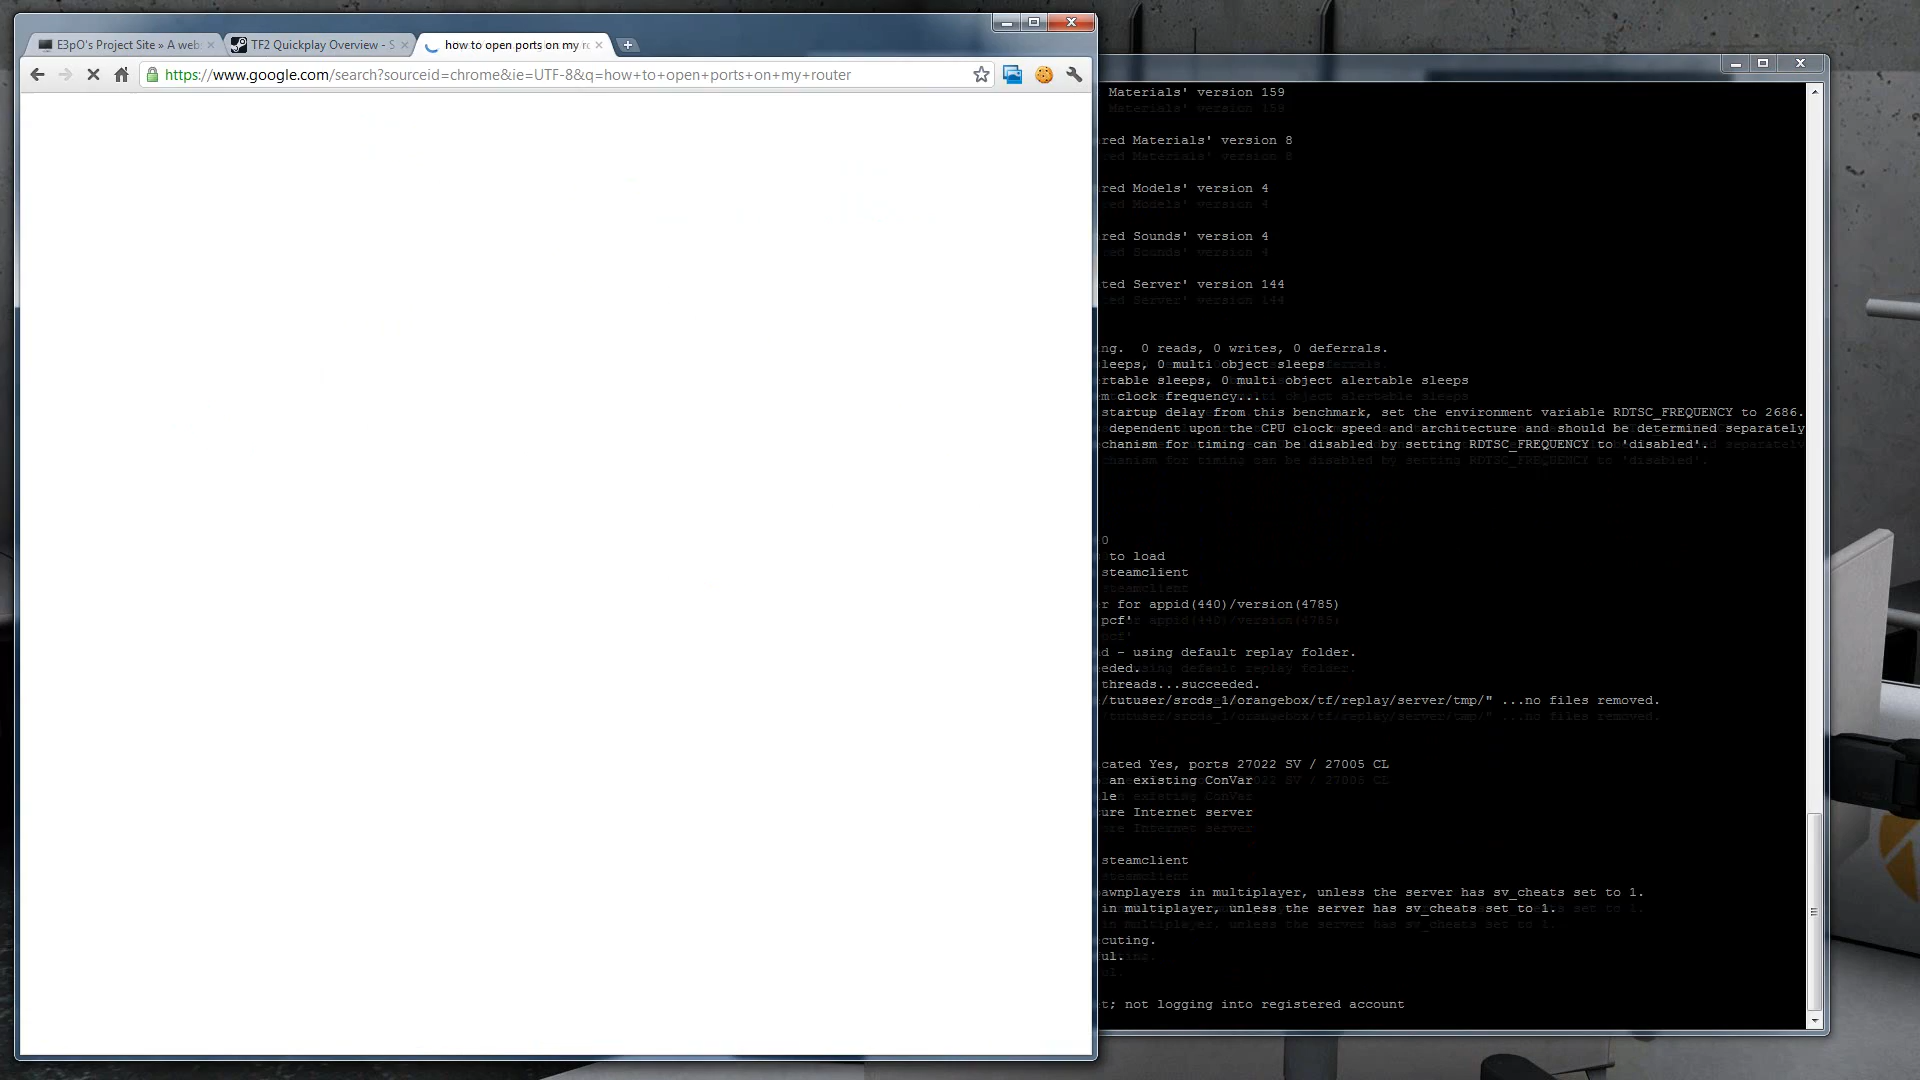 E3pO's Project Site » A web
TF2 Quickplay Overview - S
how to open ports on my ro
https://www.google.com/search?sourceid=chrome&ie=UTF-8&q=how+to+open+ports+on+my+router
Materials' version 159
red Materials' version 8
red Models' version 4
red Sounds' version 4
ted Server' version 144
ng. 0 reads, 0 writes, 0 deferrals.
leeps, 0 multi object sleeps
rtable sleeps, 0 multi object alertable sleeps
m clock frequency...
startup delay from this benchmark, set the environment variable RDTSC_FREQUENCY to 2686.
dependent upon the CPU clock speed and architecture and should be determined separately
chanism for timing can be disabled by setting RDTSC_FREQUENCY to 'disabled'.
0
to load
steamclient
r for appid(440)/version(4785)
pcf'
d - using default replay folder.
eded.
threads...succeeded.
/tutuser/srcds_1/orangebox/tf/replay/server/tmp/" ...no files removed.
cated Yes, ports 27022 SV / 27005 CL
an existing ConVar
le
ure Internet server
steamclient
awnplayers in multiplayer, unless the server has sv_cheats set to 1.
in multiplayer, unless the server has sv_cheats set to 1.
cuting.
ul.
t; not logging into registered account